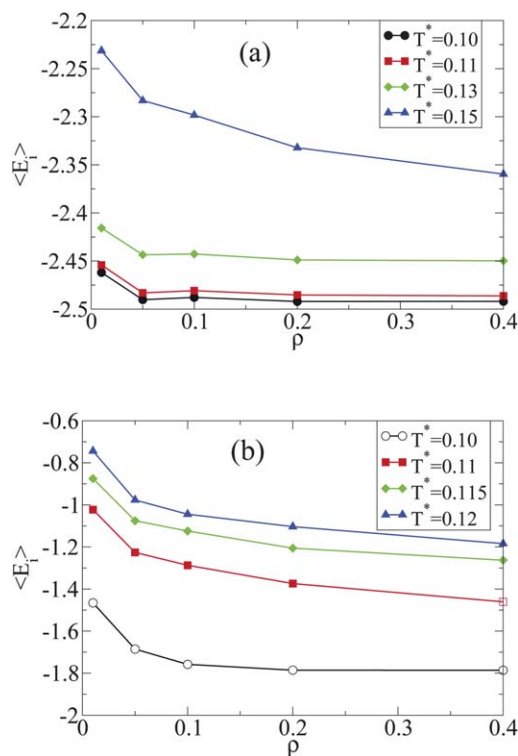 -2.2
-2.25
-2.3
-2.35
-2.4
-2.45
-2.5
<E_i>
(a)
T*=0.10
T*=0.11
T*=0.13
T*=0.15
0 0.1 0.2 0.3 0.4
ρ
-0.6
-0.8
-1
-1.2
-1.4
-1.6
-1.8
-2
<E_i>
(b)
T*=0.10
T*=0.11
T*=0.115
T*=0.12
0 0.1 0.2 0.3 0.4
ρ